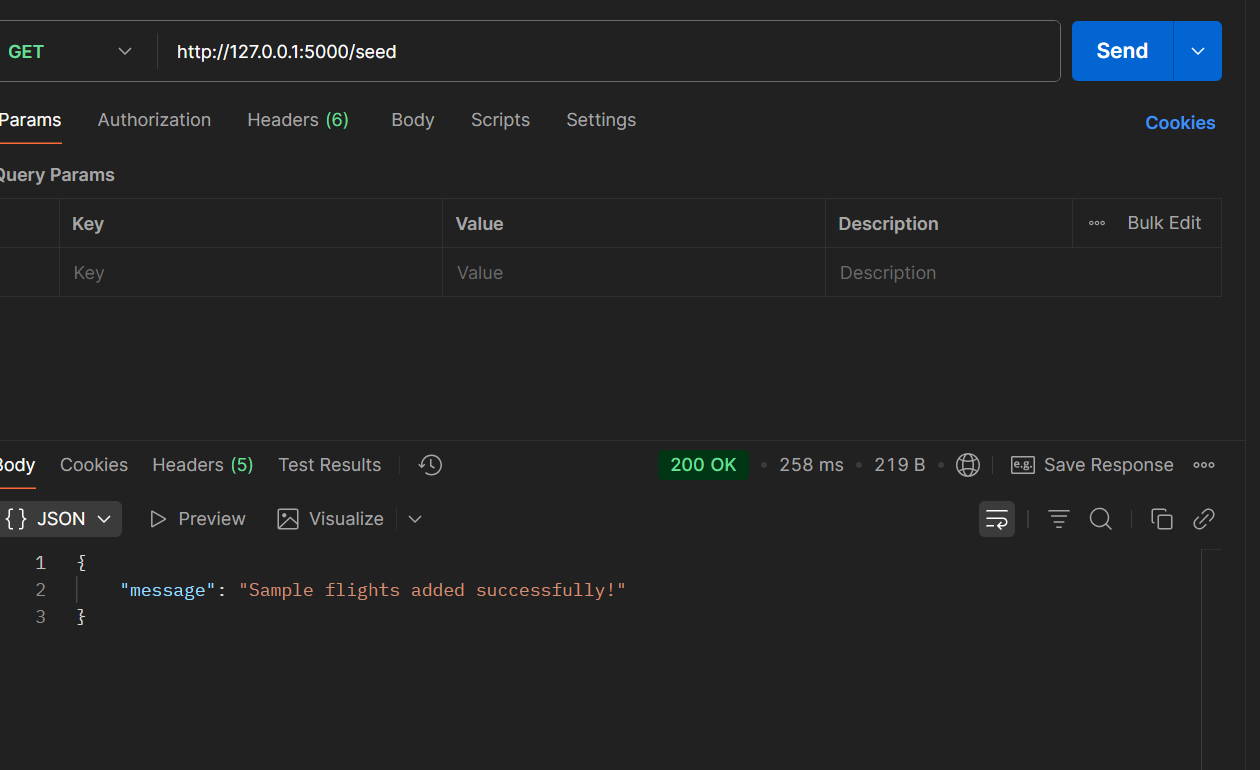 GET http://127.0.0.1:5000/seed Send
Params Authorization Headers (6) Body Scripts Settings Cookies
Query Params
Key Value Description Bulk Edit
Key Value Description
Body Cookies Headers (5) Test Results 200 OK • 258 ms • 219 B • e.g. Save Response
{} JSON Preview Visualize
1 {
2 "message": "Sample flights added successfully!"
3 }